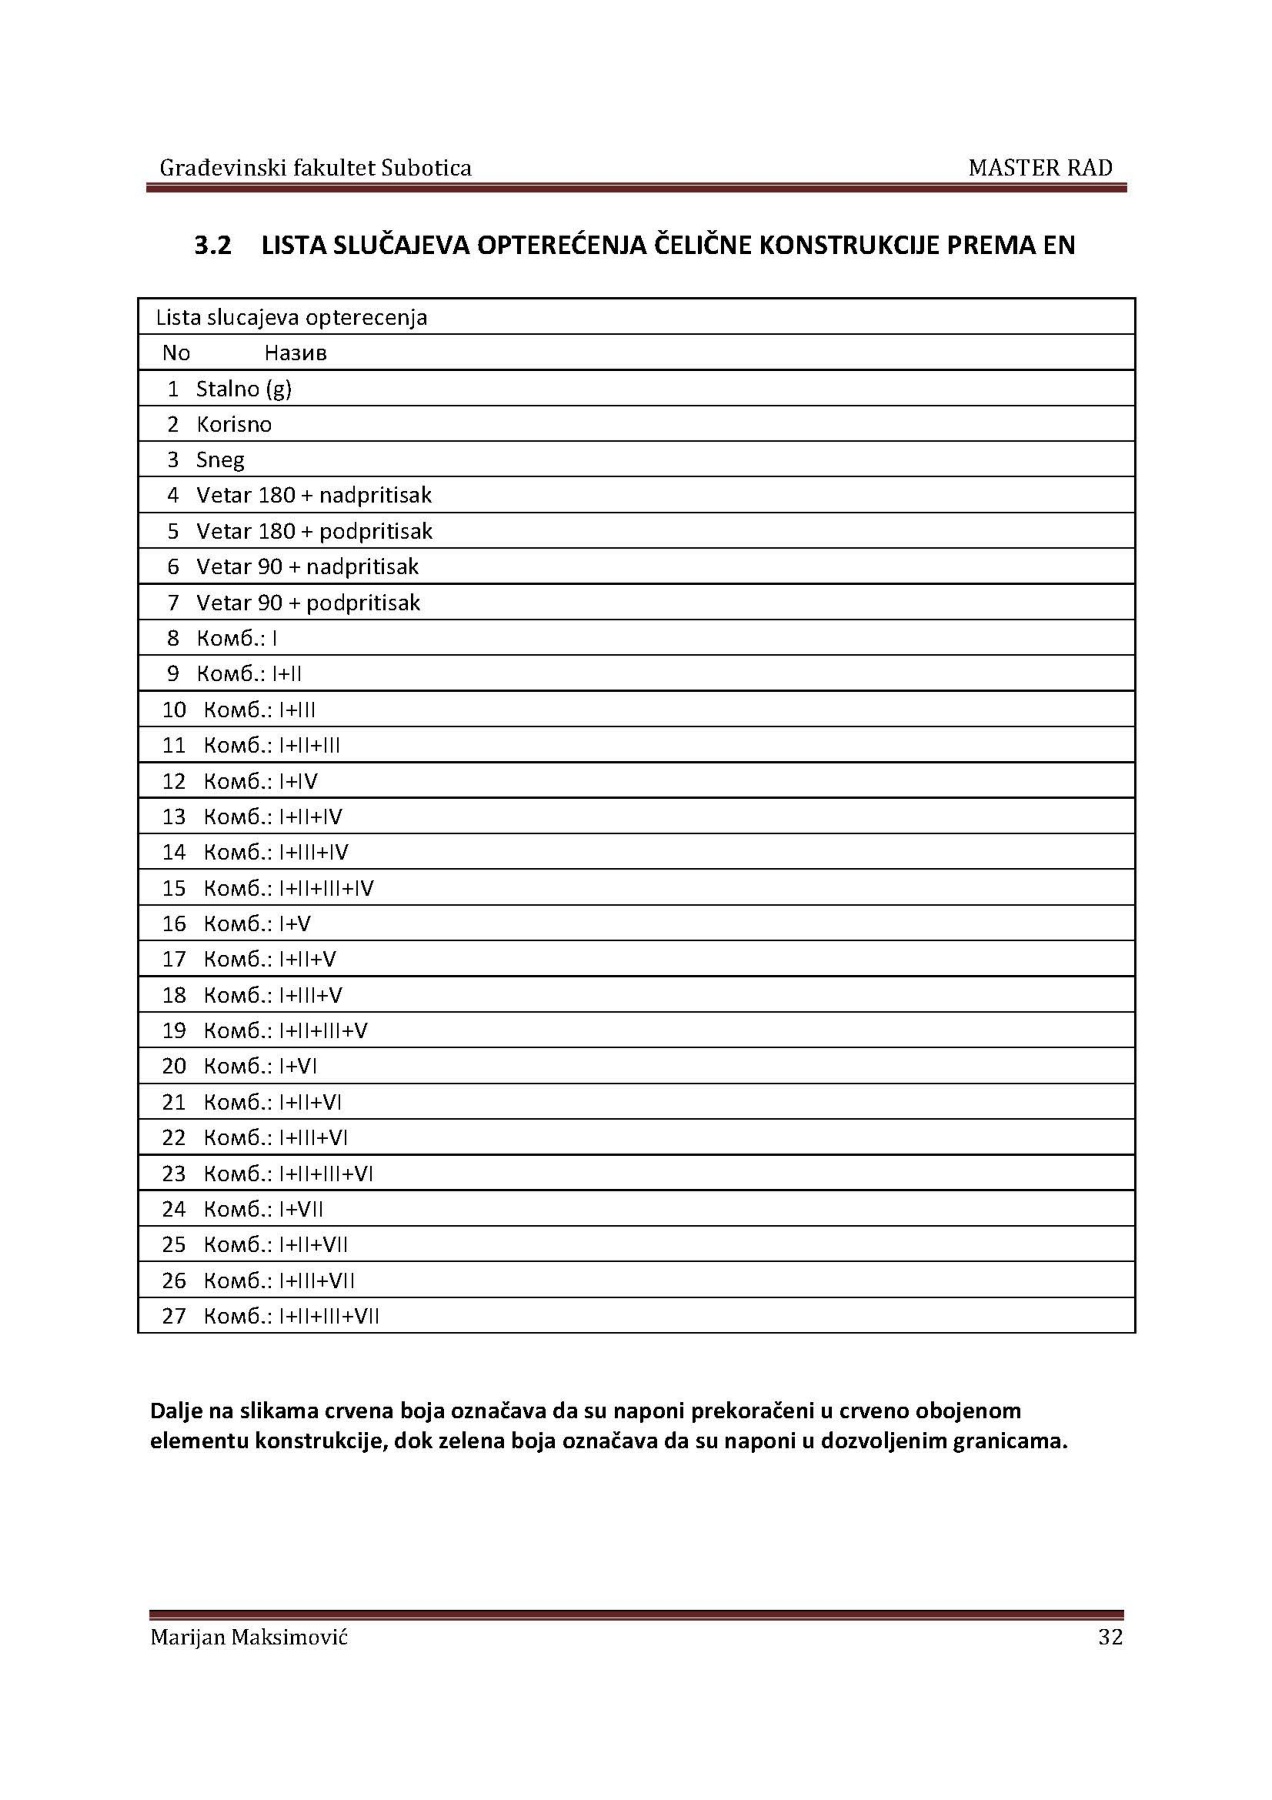 Građevinski fakultet Subotica MASTER RAD
3.2 LISTA SLUČAJEVA OPTEREĆENJA ČELIČNE KONSTRUKCIJE PREMA EN
Lista slucajeva opterecenja
No Назив
1 Stalno (g)
2 Korisno
3 Sneg
4 Vetar 180 + nadpritisak
5 Vetar 180 + podpritisak
6 Vetar 90 + nadpritisak
7 Vetar 90 + podpritisak
8 Комб.: I
9 Комб.: I+II
10 Комб.: I+III
11 Комб.: I+II+III
12 Комб.: I+IV
13 Комб.: I+II+IV
14 Комб.: I+III+IV
15 Комб.: I+II+III+IV
16 Комб.: I+V
17 Комб.: I+II+V
18 Комб.: I+III+V
19 Комб.: I+II+III+V
20 Комб.: I+VI
21 Комб.: I+II+VI
22 Комб.: I+III+VI
23 Комб.: I+II+III+VI
24 Комб.: I+VII
25 Комб.: I+II+VII
26 Комб.: I+III+VII
27 Комб.: I+II+III+VII
Dalje na slikama crvena boja označava da su naponi prekoračeni u crveno obojenom
elementu konstrukcije, dok zelena boja označava da su naponi u dozvoljenim granicama.
Marijan Maksimović 32